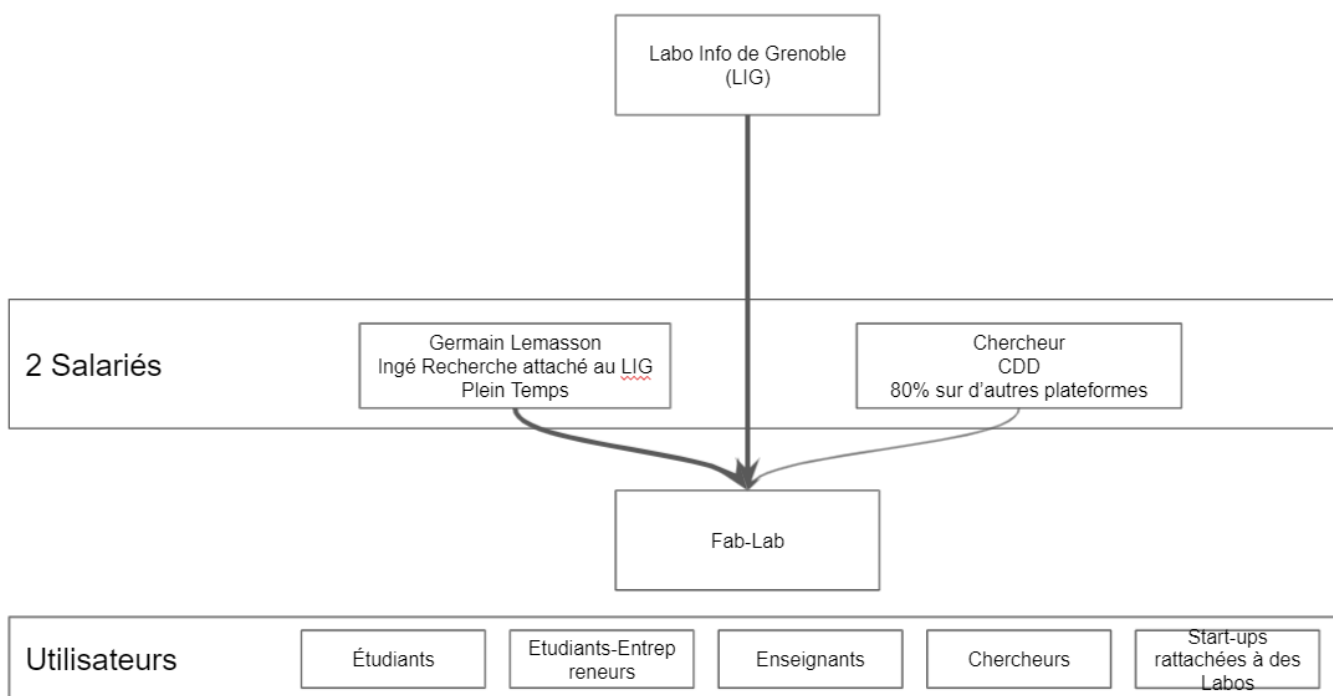 Labo Info de Grenoble
(LIG)
2 Salariés
Germain Lemasson
Ingé Recherche attaché au LIG
Plein Temps
Chercheur
CDD
80% sur d'autres plateformes
Fab-Lab
Utilisateurs
Étudiants
Etudiants-Entrep
reneurs
Enseignants
Chercheurs
Start-ups
rattachées à des
Labos